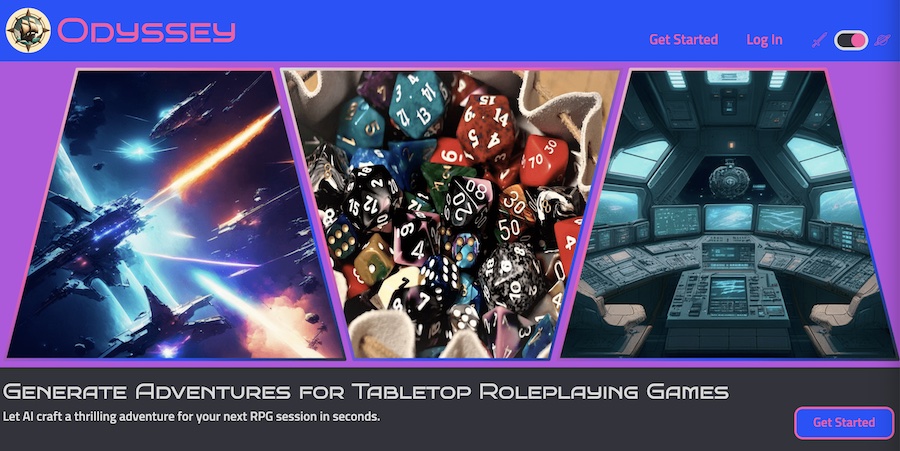 Odyssey
Get Started
Log In
Generate Adventures for Tabletop Roleplaying Games
Let AI craft a thrilling adventure for your next RPG session in seconds.
Get Started